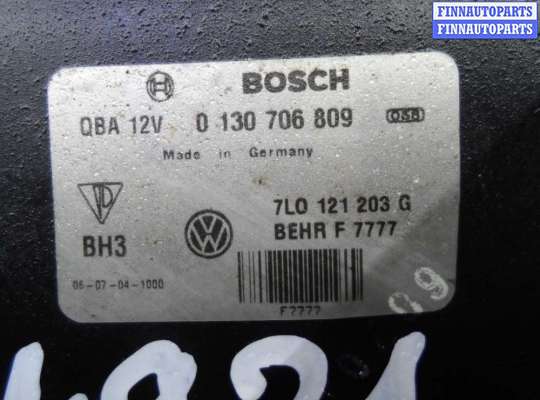 FINNAUTOPARTS
FINNAUTOPARTS
BOSCH
QBA 12V 0 130 706 809
Made in Germany
7L0 121 203 G
BH3
BEHR F 7777
06-07-04-1000
F7777